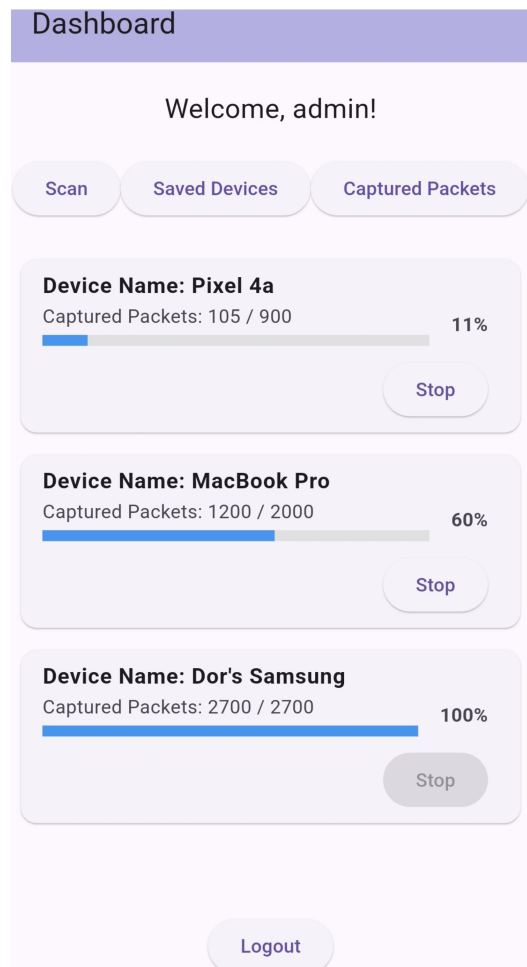 Dashboard
Welcome, admin!
Scan
Saved Devices
Captured Packets
Device Name: Pixel 4a
Captured Packets: 105 / 900
11%
Stop
Device Name: MacBook Pro
Captured Packets: 1200 / 2000
60%
Stop
Device Name: Dor's Samsung
Captured Packets: 2700 / 2700
100%
Stop
Logout